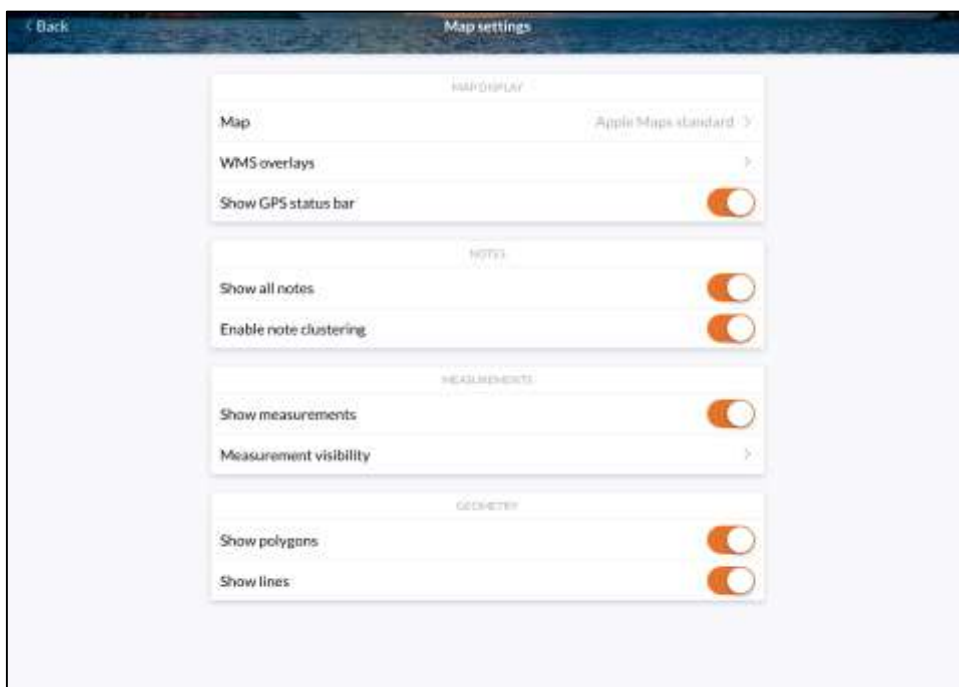 < Back
Map settings
MAP DISPLAY
Map
Apple Maps standard >
WMS overlays >
Show GPS status bar
NOTES
Show all notes
Enable note clustering
MEASUREMENTS
Show measurements
Measurement visibility >
GEOMETRY
Show polygons
Show lines